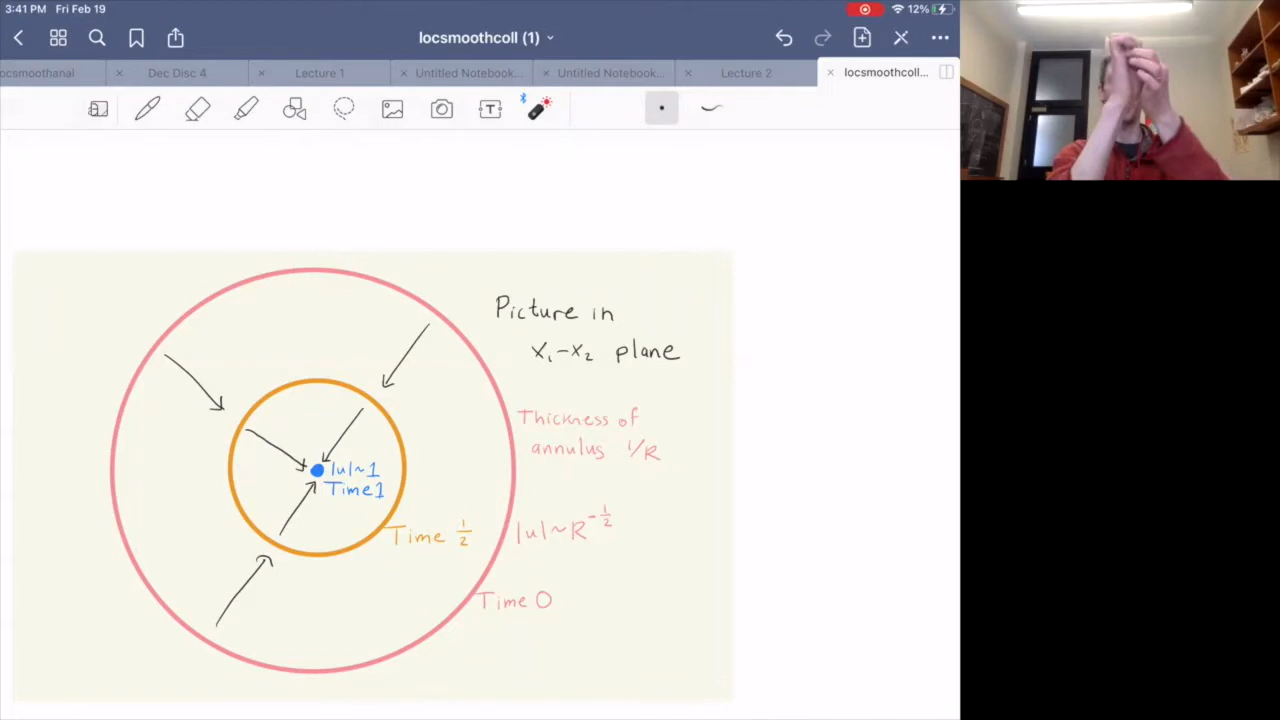 3:41 PM Fri Feb 19
12%
locsmoothcoll (1)
ocsmoothanal
Dec Disc 4
Lecture 1
Untitled Notebook...
Untitled Notebook...
Lecture 2
locsmoothcoll...
T
Picture in
x₁-x₂ plane
Thickness of
annulus 1/R
|u|~1
Time 1
Time 1/2
|u|~R^{-1/2}
Time 0